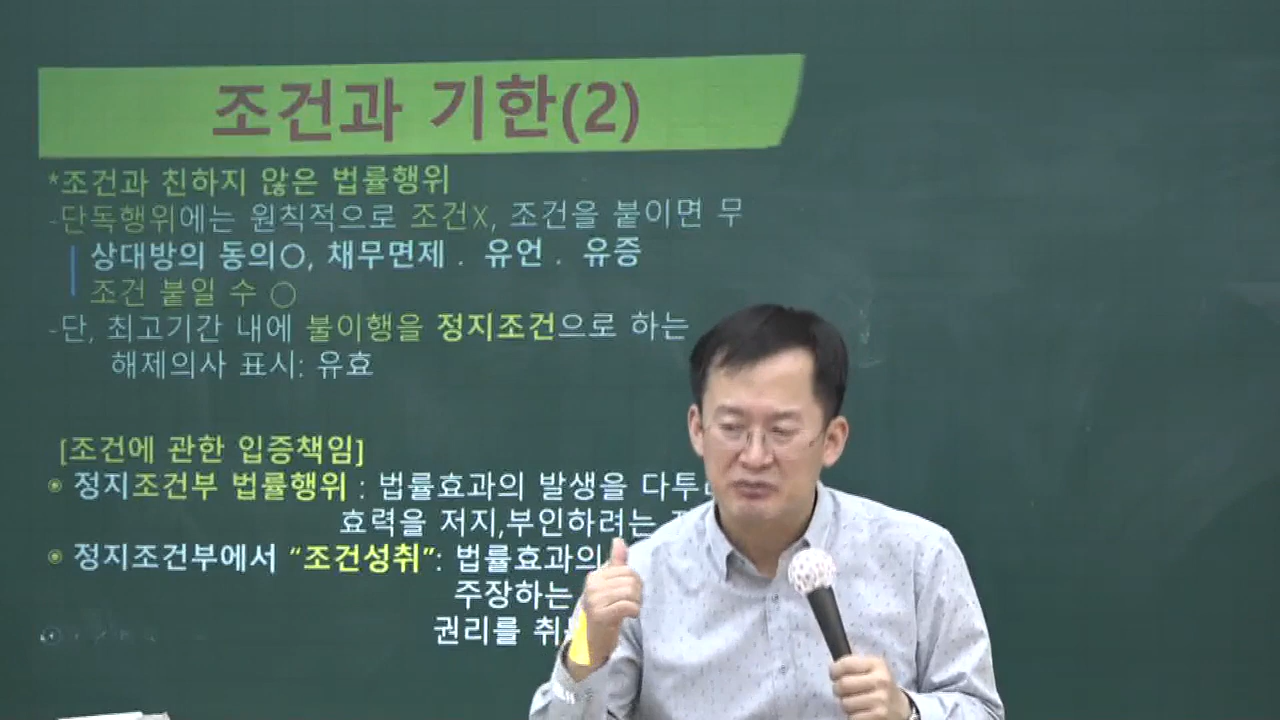 조건과 기한(2)
*조건과 친하지 않은 법률행위
-단독행위에는 원칙적으로 조건X, 조건을 붙이면 무
상대방의 동의○, 채무면제 . 유언 . 유증
조건 붙일 수 ○
-단, 최고기간 내에 불이행을 정지조건으로 하는
해제의사 표시: 유효
[조건에 관한 입증책임]
◉ 정지조건부 법률행위 : 법률효과의 발생을
효력을 저지,부인하려는
◉ 정지조건부에서 “조건성취”: 법률효과의
주장하는
권리를